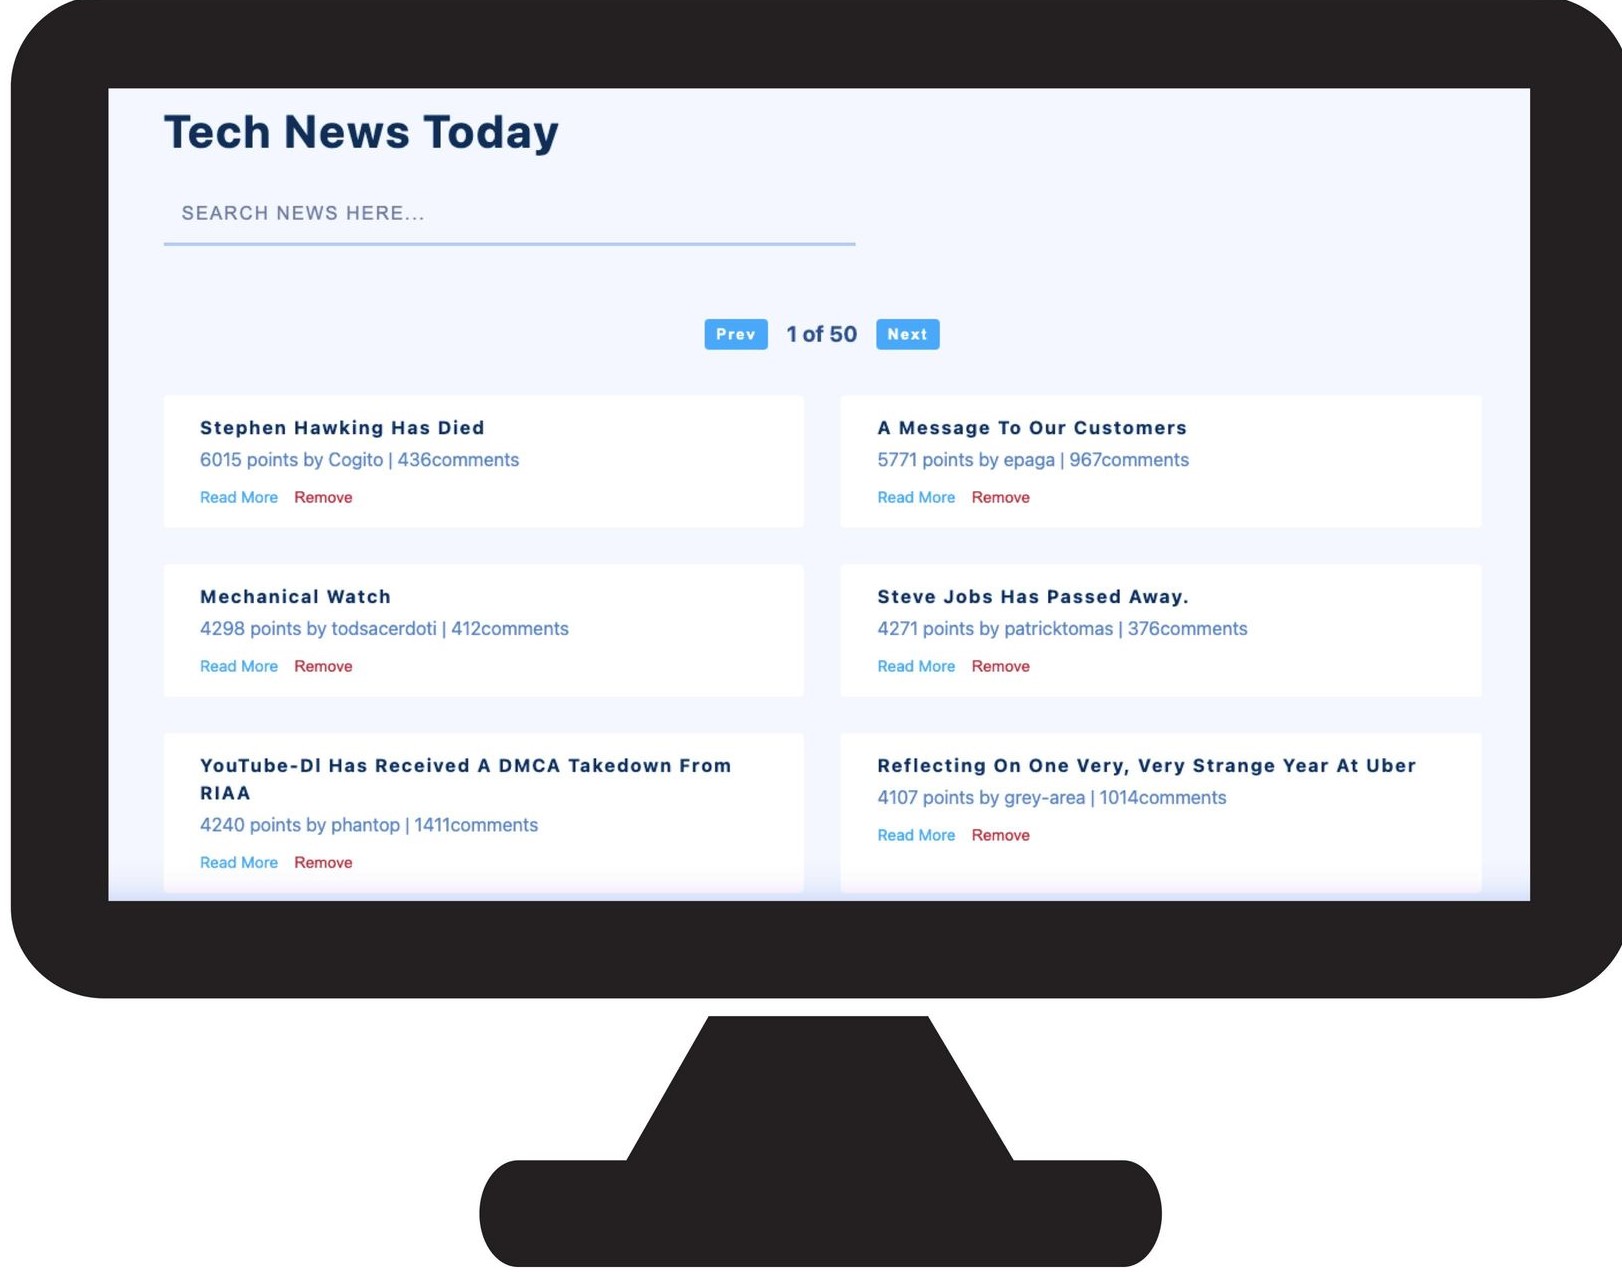 Tech News Today
SEARCH NEWS HERE...
Prev 1 of 50 Next
Stephen Hawking Has Died
6015 points by Cogito | 436comments
Read More Remove
A Message To Our Customers
5771 points by epaga | 967comments
Read More Remove
Mechanical Watch
4298 points by todsacerdoti | 412comments
Read More Remove
Steve Jobs Has Passed Away.
4271 points by patricktomas | 376comments
Read More Remove
YouTube-Dl Has Received A DMCA Takedown From
RIAA
4240 points by phantop | 1411comments
Read More Remove
Reflecting On One Very, Very Strange Year At Uber
4107 points by grey-area | 1014comments
Read More Remove